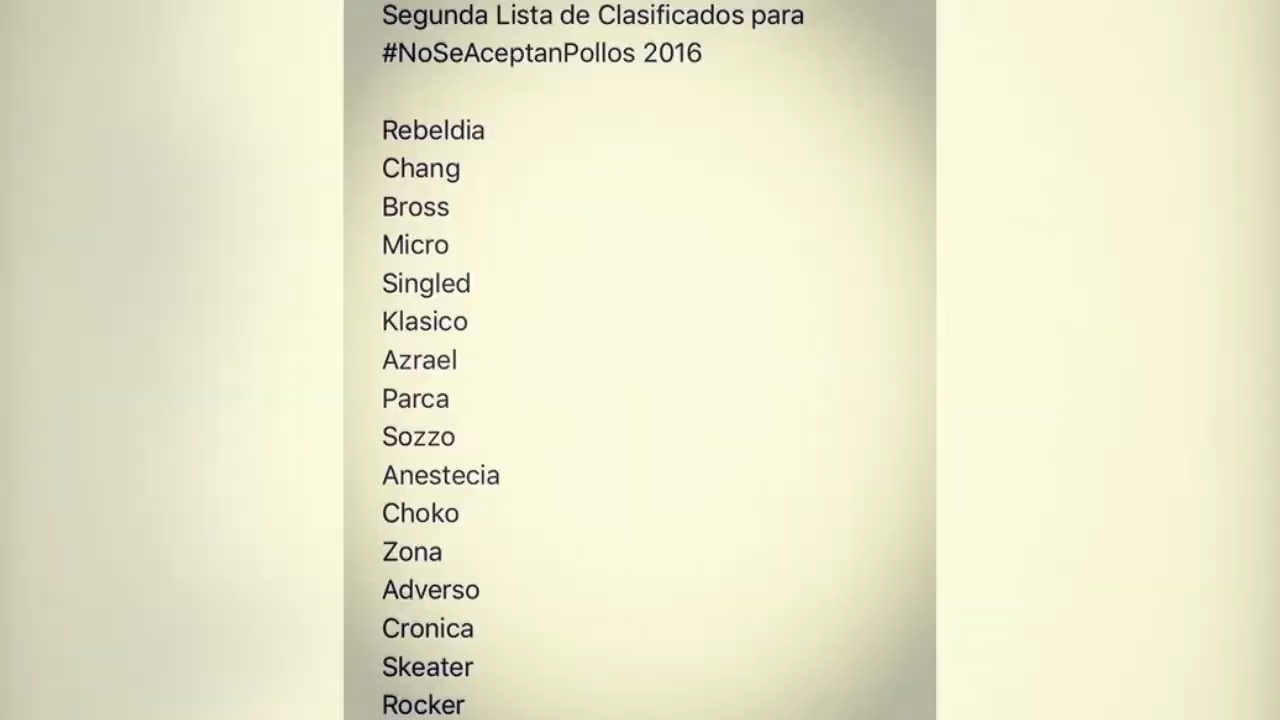 Segunda Lista de Clasificados para
#NoSeAceptanPollos 2016
Rebeldia
Chang
Bross
Micro
Singled
Klasico
Azrael
Parca
Sozzo
Anestecia
Choko
Zona
Adverso
Cronica
Skeater
Rocker